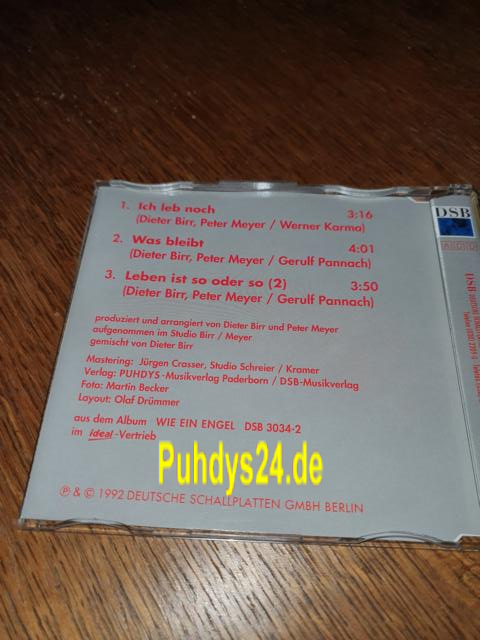 1. Ich leb noch 3:16
(Dieter Birr, Peter Meyer / Werner Karma)
2. Was bleibt 4:01
(Dieter Birr, Peter Meyer / Gerulf Pannach)
3. Leben ist so oder so (2) 3:50
(Dieter Birr, Peter Meyer / Gerulf Pannach)
produziert und arrangiert von Dieter Birr und Peter Meyer
aufgenommen im Studio Birr / Meyer
gemischt von Dieter Birr
Mastering: Jürgen Crasser, Studio Schreier / Kramer
Verlag: PUHDYS-Musikverlag Paderborn / DSB-Musikverlag
Foto: Martin Becker
Layout: Olaf Drümmer
aus dem Album WIE EIN ENGEL DSB 3034-2
im Ideal-Vertrieb
Puhdys24.de
℗ & © 1992 DEUTSCHE SCHALLPLATTEN GMBH BERLIN
DSB
DSB